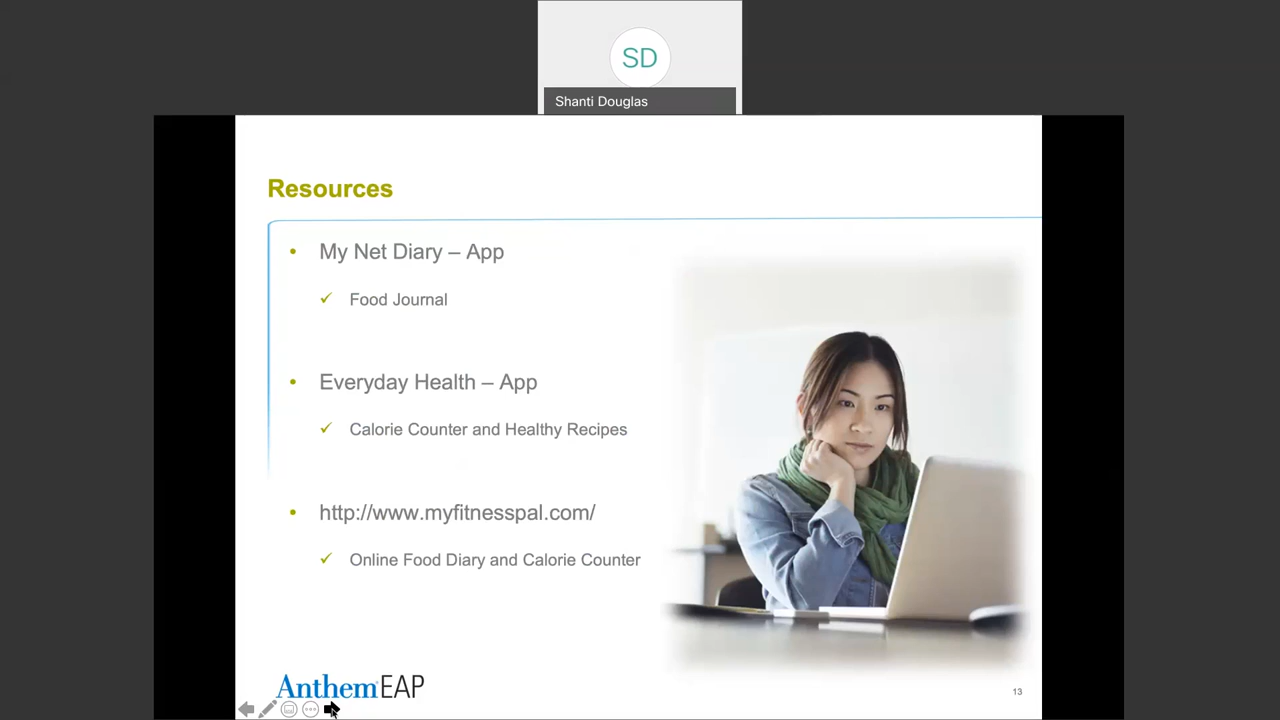 SD
Shanti Douglas
Resources
• My Net Diary – App
✓ Food Journal
• Everyday Health – App
✓ Calorie Counter and Healthy Recipes
• http://www.myfitnesspal.com/
✓ Online Food Diary and Calorie Counter
Anthem EAP
13